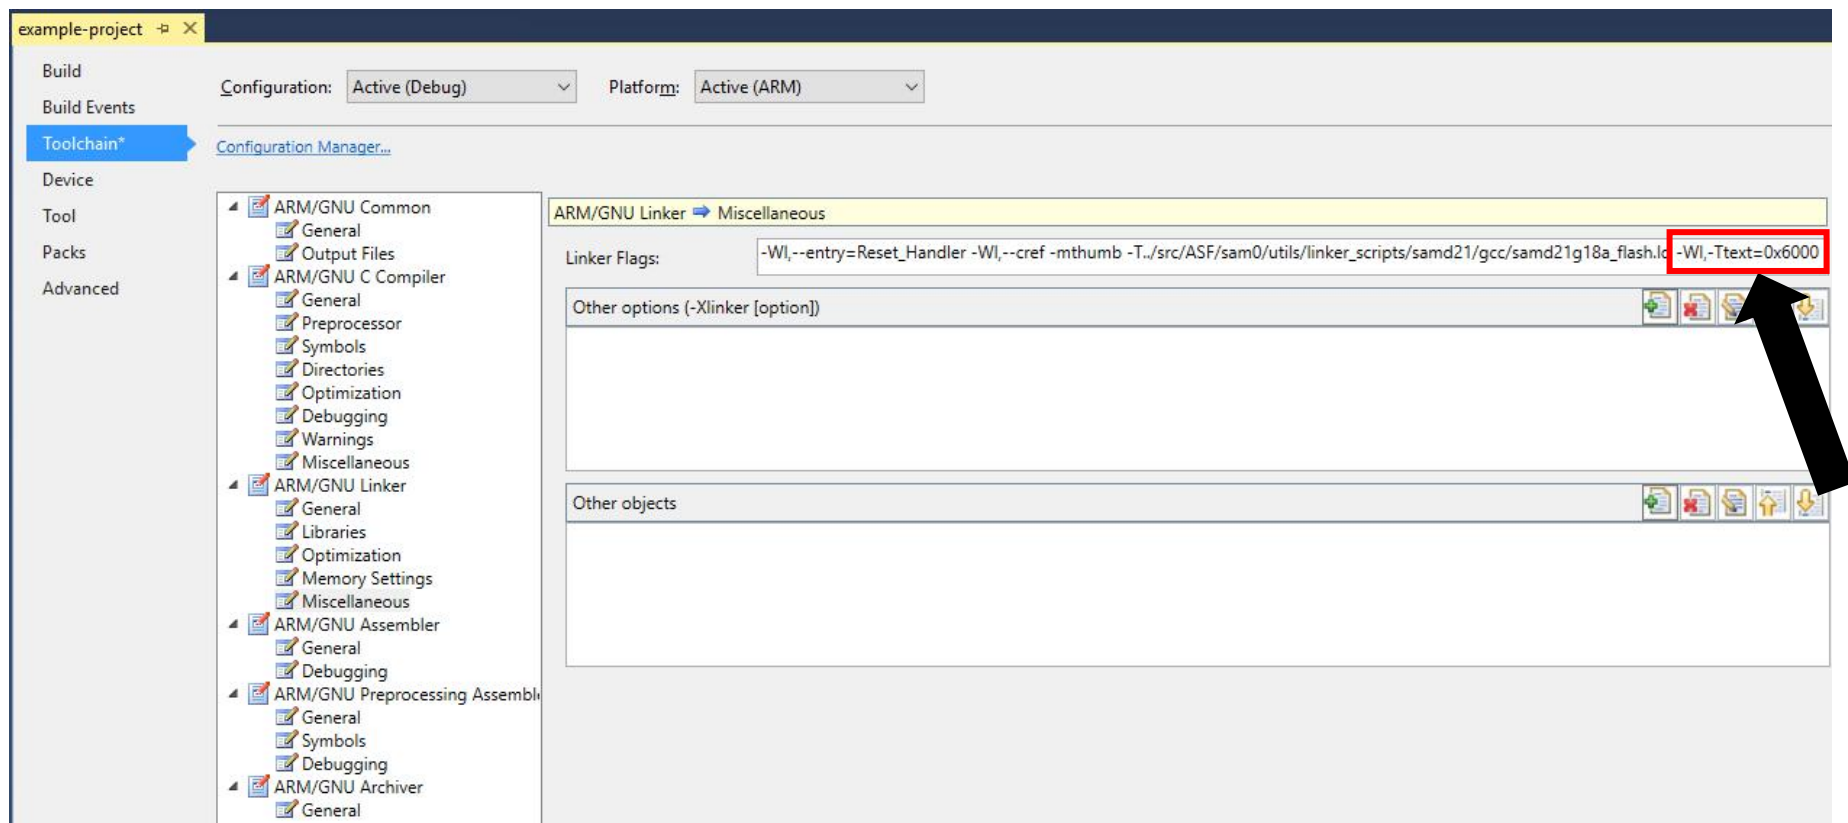 example-project
Build
Build Events
Toolchain*
Device
Tool
Packs
Advanced
Configuration: Active (Debug) Platform: Active (ARM)
Configuration Manager...
ARM/GNU Common
General
Output Files
ARM/GNU C Compiler
General
Preprocessor
Symbols
Directories
Optimization
Debugging
Warnings
Miscellaneous
ARM/GNU Linker
General
Libraries
Optimization
Memory Settings
Miscellaneous
ARM/GNU Assembler
General
Debugging
ARM/GNU Preprocessing Assemble
General
Symbols
Debugging
ARM/GNU Archiver
General
ARM/GNU Linker Miscellaneous
Linker Flags: -Wl,--entry=Reset_Handler -Wl,--cref -mthumb -T../src/ASF/sam0/utils/linker_scripts/samd21/gcc/samd21g18a_flash.ld -Wl,-Ttext=0x6000
Other options (-Xlinker [option])
Other objects